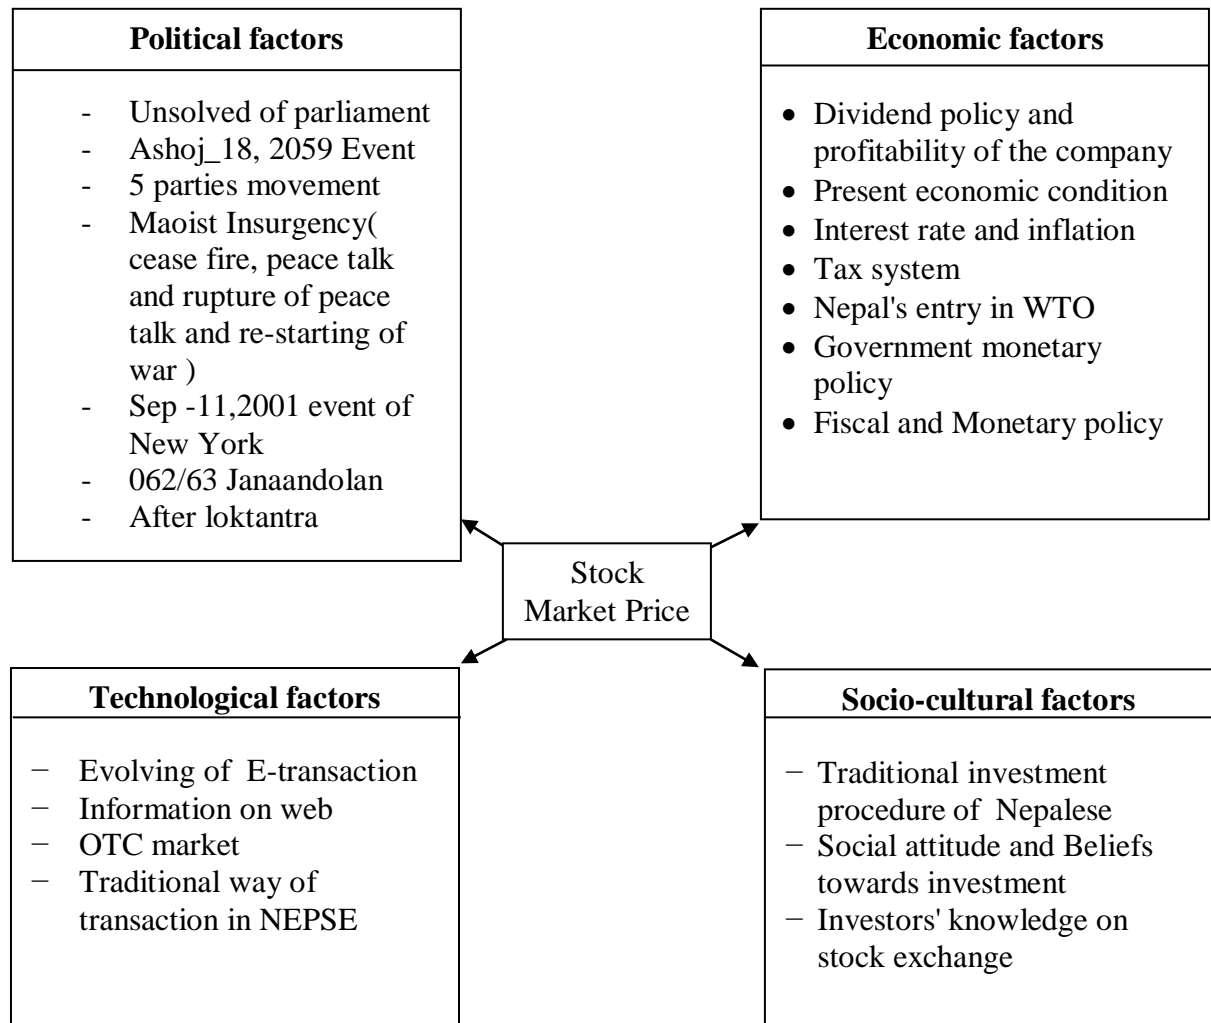 Political factors
- Unsolved of parliament
- Ashoj_18, 2059 Event
- 5 parties movement
- Maoist Insurgency(
cease fire, peace talk
and rupture of peace
talk and re-starting of
war )
- Sep -11,2001 event of
New York
- 062/63 Janaandolan
- After loktantra
Economic factors
• Dividend policy and
profitability of the company
• Present economic condition
• Interest rate and inflation
• Tax system
• Nepal's entry in WTO
• Government monetary
policy
• Fiscal and Monetary policy
Stock
Market Price
Technological factors
− Evolving of E-transaction
− Information on web
− OTC market
− Traditional way of
transaction in NEPSE
Socio-cultural factors
− Traditional investment
procedure of Nepalese
− Social attitude and Beliefs
towards investment
− Investors' knowledge on
stock exchange